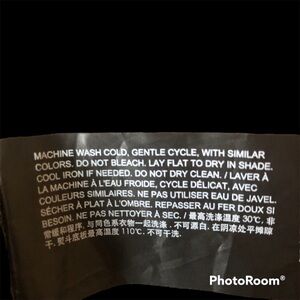 MACHINE WASH COLD, GENTLE CYCLE, WITH SIMILAR
COLORS. DO NOT BLEACH. LAY FLAT TO DRY IN SHADE.
COOL IRON IF NEEDED. DO NOT DRY CLEAN. / LAVER À
LA MACHINE À L'EAU FROIDE, CYCLE DÉLICAT, AVEC
COULEURS SIMILAIRES. NE PAS UTILISER EAU DE JAVEL.
SÉCHER À PLAT À L'OMBRE. REPASSER AU FER DOUX SI
BESOIN. PAS NETTOYER À SEC. / 最高洗涤温度 30℃, 非
常缓和程序. 与同色系衣物一起洗涤. 不可漂白. 在阴凉处平摊晾
干. 熨斗底板最高温度 110℃. 不可干洗.
PhotoRoom®